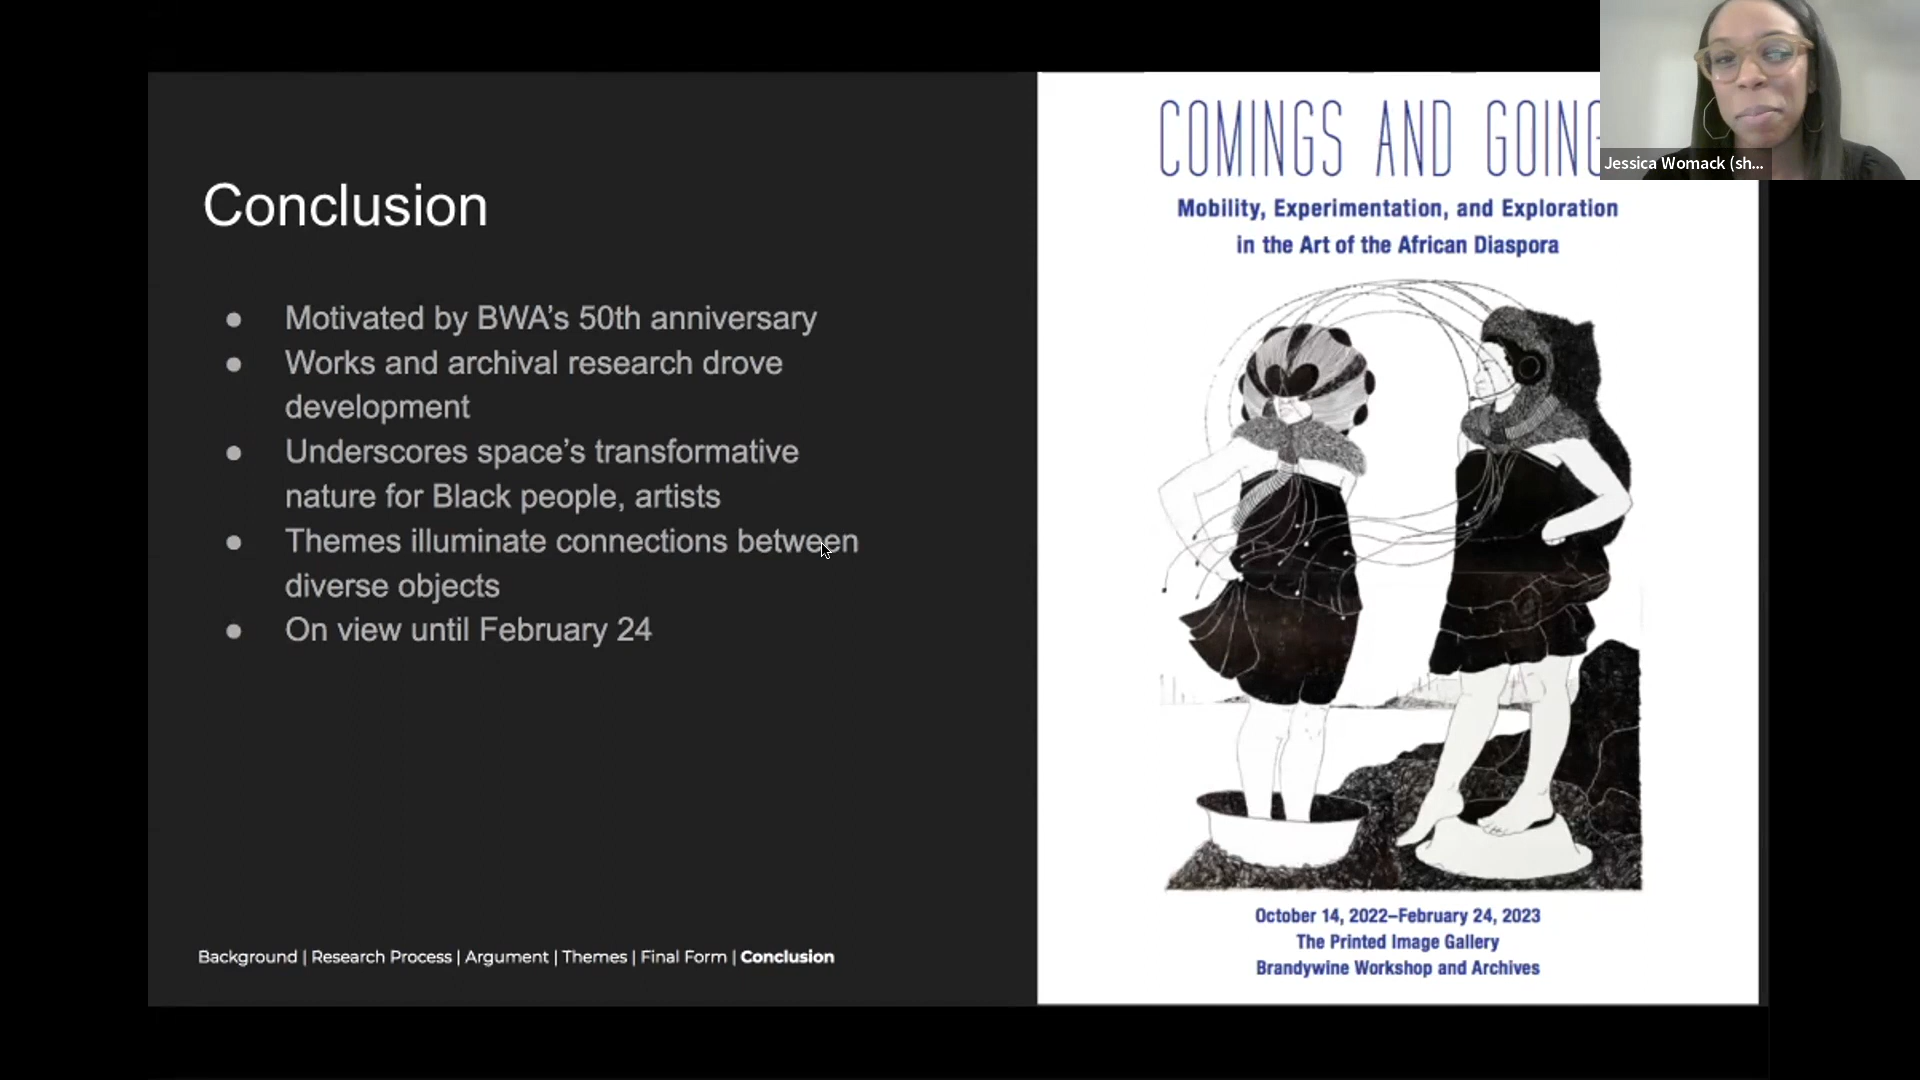 Conclusion
● Motivated by BWA’s 50th anniversary
● Works and archival research drove
development
● Underscores space’s transformative
nature for Black people, artists
● Themes illuminate connections between
diverse objects
● On view until February 24
Background | Research Process | Argument | Themes | Final Form | Conclusion
COMINGS AND GOING
Mobility, Experimentation, and Exploration
in the Art of the African Diaspora
October 14, 2022–February 24, 2023
The Printed Image Gallery
Brandywine Workshop and Archives
Jessica Womack (sh...